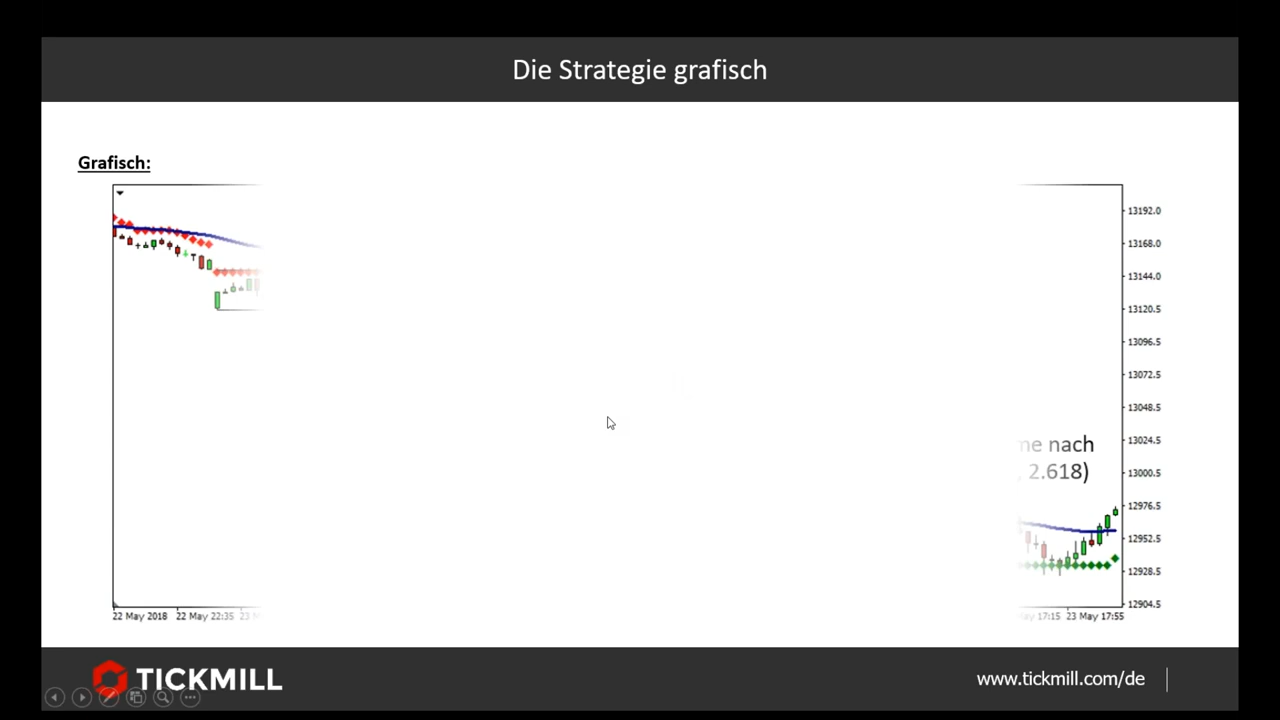 Die Strategie grafisch
Grafisch:
13192.0
13168.0
13144.0
13120.5
13096.5
13072.5
13048.5
nach
13024.5
2.618)
13000.5
12976.5
12952.5
12928.5
12904.5
22 May 2018 22 May 22:35 23 17:15 23 May 17:55
TICKMILL
www.tickmill.com/de